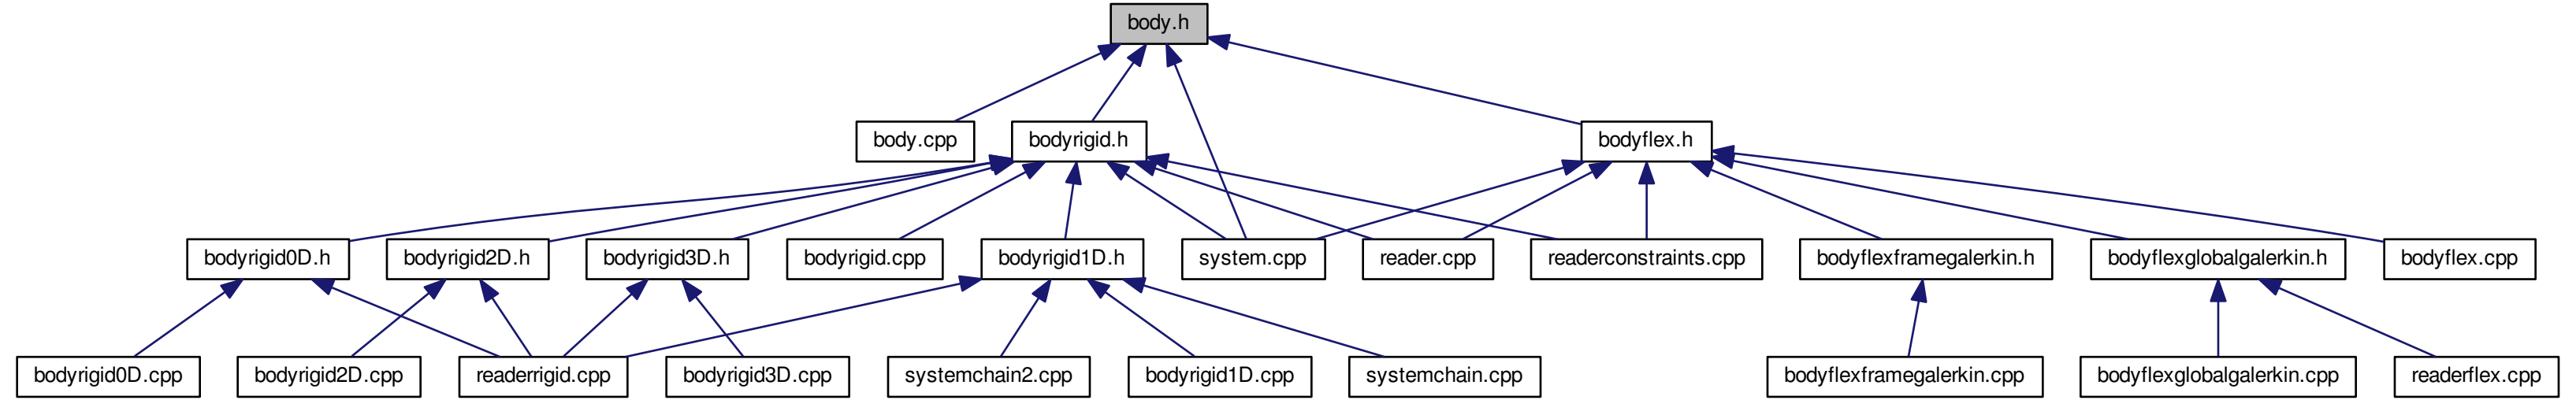 body.h
body.cpp
bodyrigid.h
bodyflex.h
bodyrigid0D.h
bodyrigid2D.h
bodyrigid3D.h
bodyrigid.cpp
bodyrigid1D.h
system.cpp
reader.cpp
readerconstraints.cpp
bodyflexframegalerkin.h
bodyflexglobalgalerkin.h
bodyflex.cpp
bodyrigid0D.cpp
bodyrigid2D.cpp
readerrigid.cpp
bodyrigid3D.cpp
systemchain2.cpp
bodyrigid1D.cpp
systemchain.cpp
bodyflexframegalerkin.cpp
bodyflexglobalgalerkin.cpp
readerflex.cpp